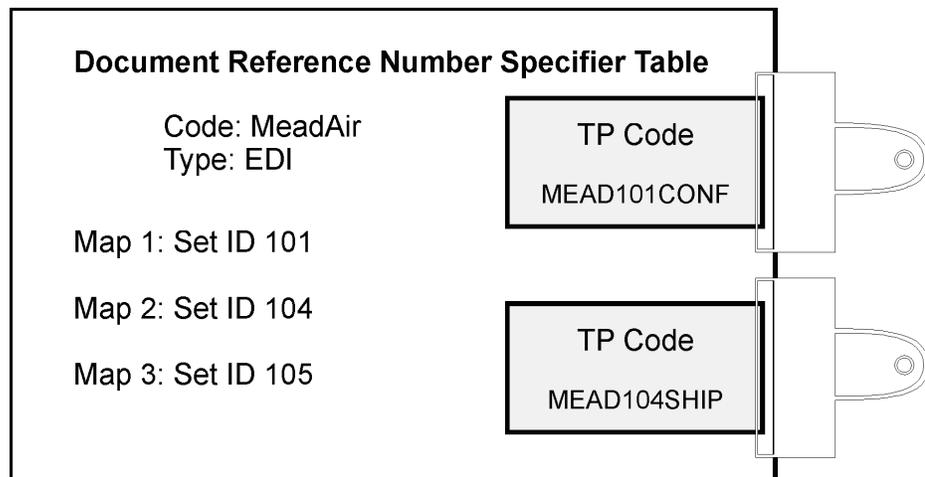 Document Reference Number Specifier Table
Code: MeadAir
Type: EDI
Map 1: Set ID 101
Map 2: Set ID 104
Map 3: Set ID 105
TP Code
MEAD101CONF
TP Code
MEAD104SHIP